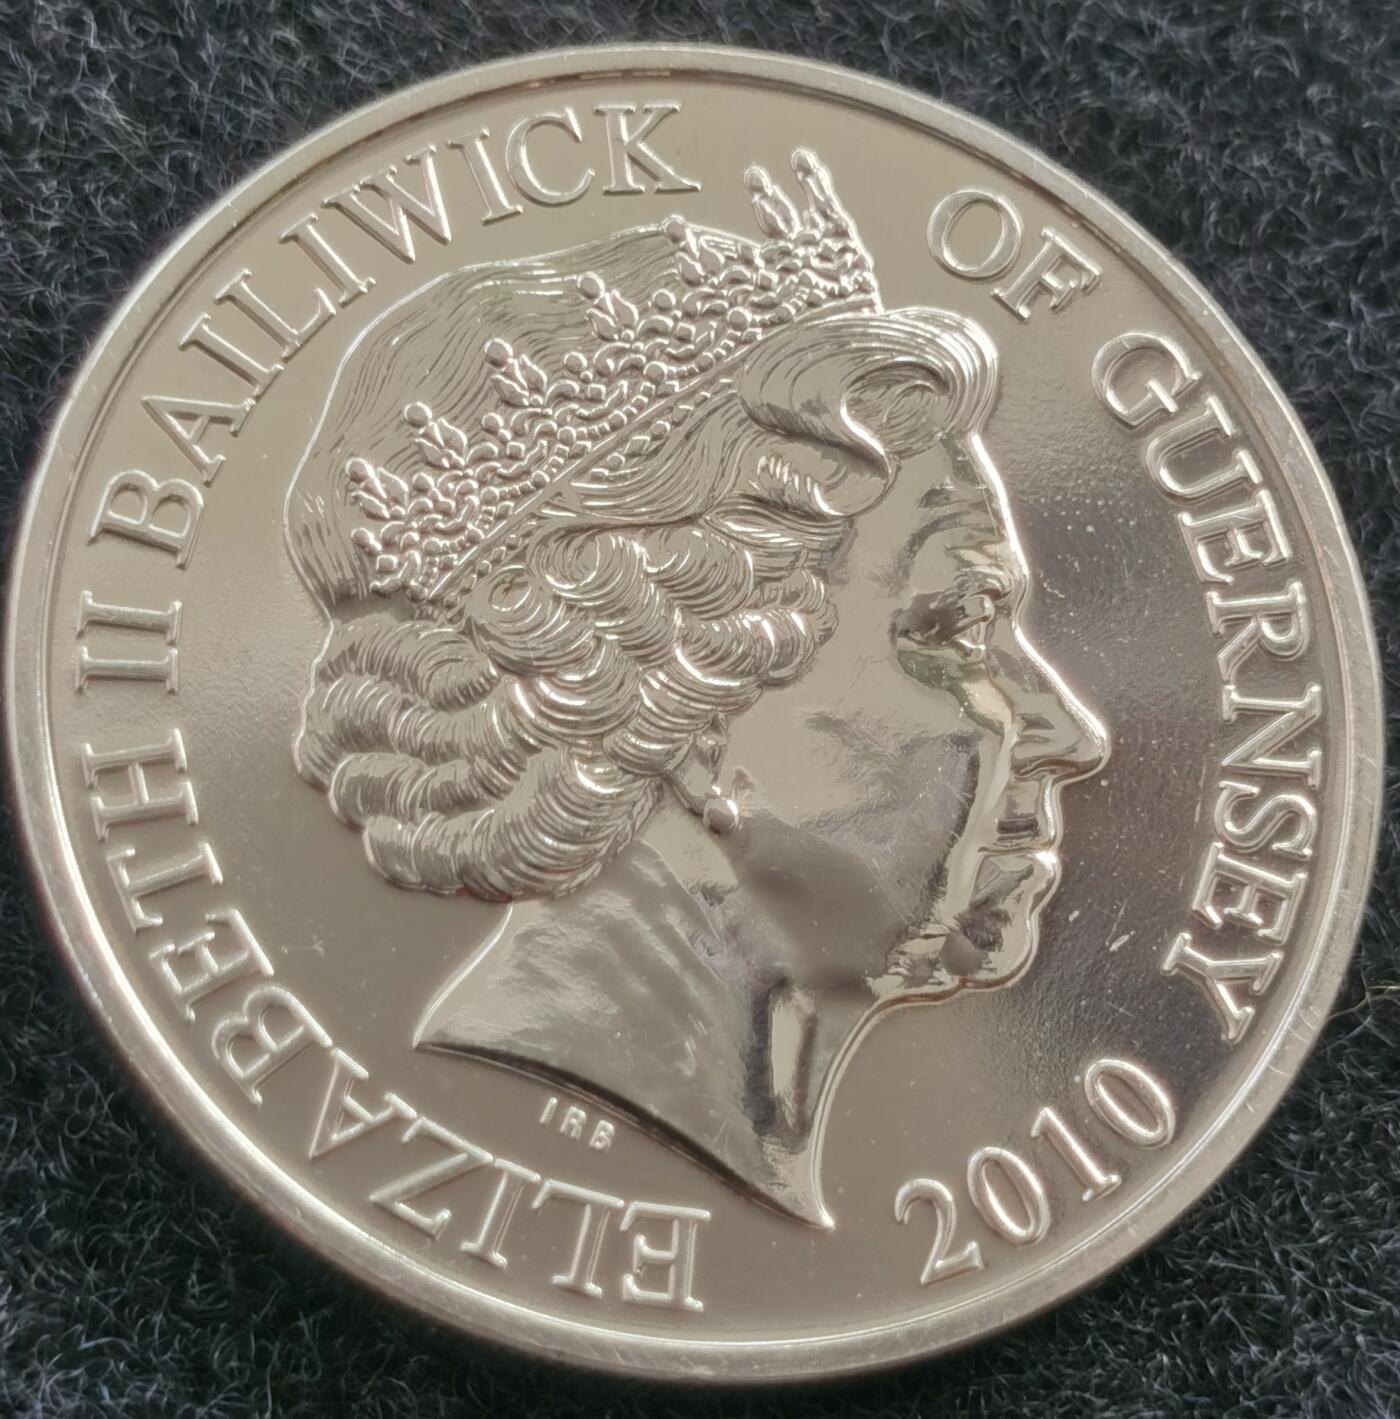 ELIZABETH II BAILIWICK OF GUERNSEY
2010
IRB